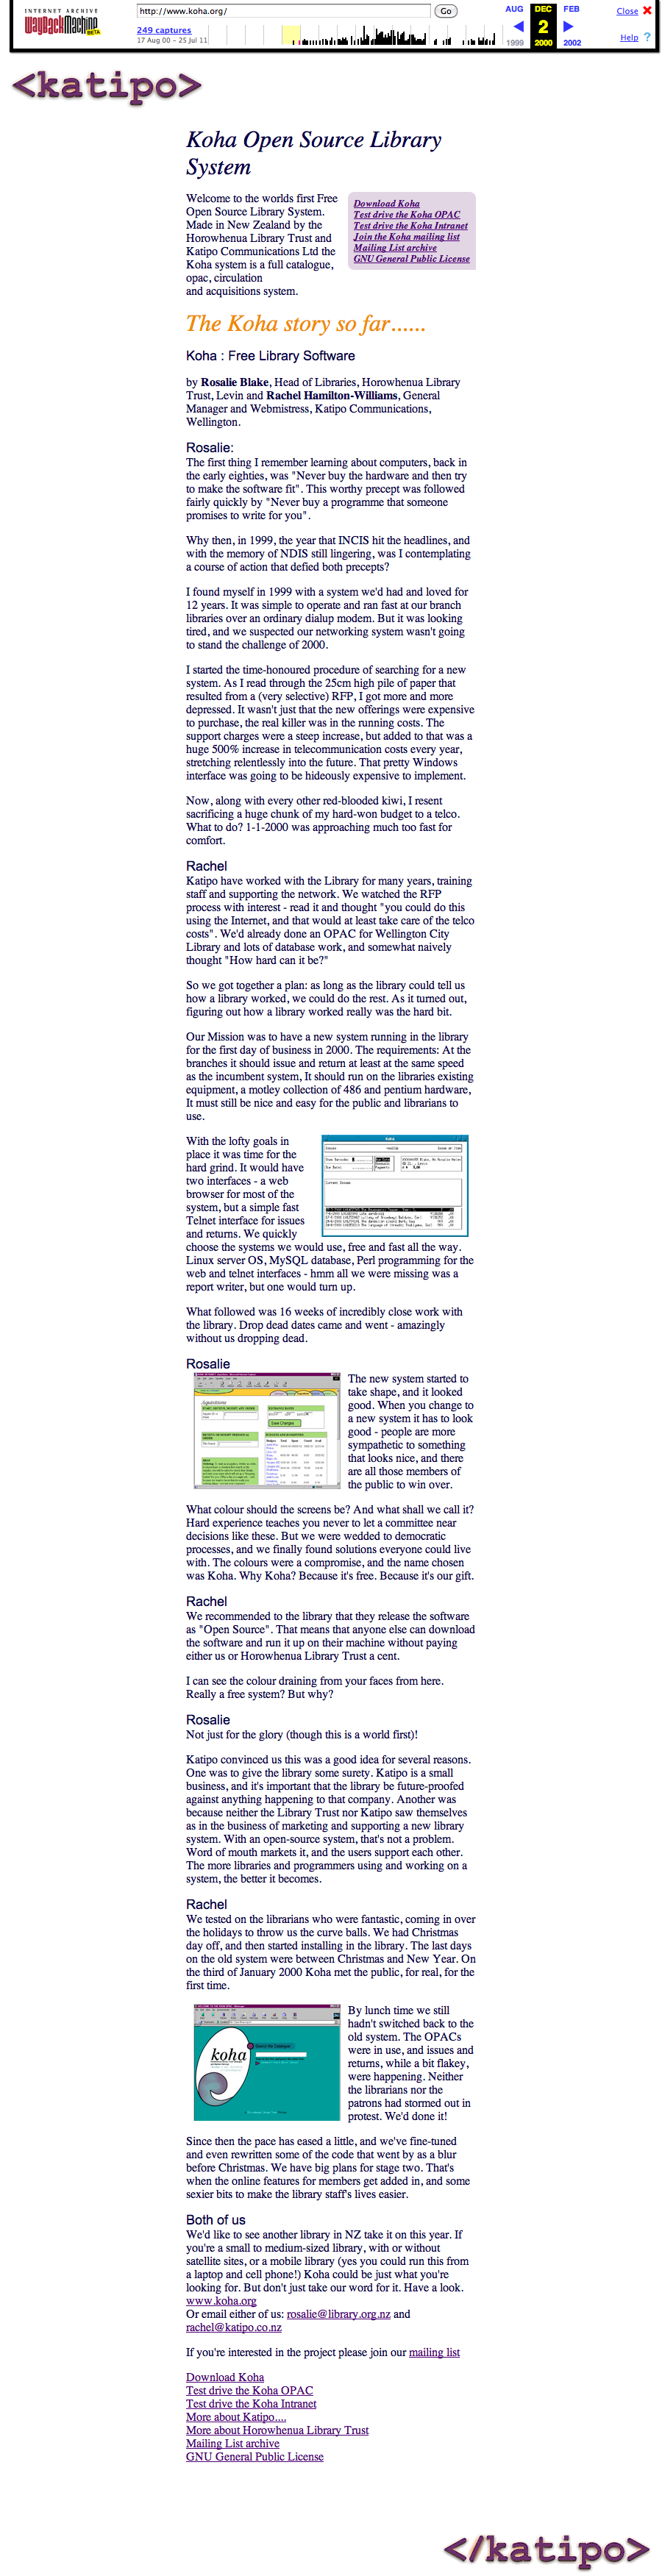 INTERNET ARCHIVE
WayBackMachine
BETA
http://www.koha.org/
Go
249 captures
17 Aug 00 – 25 Jul 11
AUG
DEC
FEB
2
1999
2000
2002
Close
Help ?
<katipo>
Koha Open Source Library
System
Welcome to the worlds first Free
Open Source Library System.
Made in New Zealand by the
Horowhenua Library Trust and
Katipo Communications Ltd the
Koha system is a full catalogue,
opac, circulation
and acquisitions system.
Download Koha
Test drive the Koha OPAC
Test drive the Koha Intranet
Join the Koha mailing list
Mailing List archive
GNU General Public License
The Koha story so far......
Koha : Free Library Software
by Rosalie Blake, Head of Libraries, Horowhenua Library
Trust, Levin and Rachel Hamilton-Williams, General
Manager and Webmistress, Katipo Communications,
Wellington.
Rosalie:
The first thing I remember learning about computers, back in
the early eighties, was "Never buy the hardware and then try
to make the software fit". This worthy precept was followed
fairly quickly by "Never buy a programme that someone
promises to write for you".
Why then, in 1999, the year that INCIS hit the headlines, and
with the memory of NDIS still lingering, was I contemplating
a course of action that defied both precepts?
I found myself in 1999 with a system we'd had and loved for
12 years. It was simple to operate and ran fast at our branch
libraries over an ordinary dialup modem. But it was looking
tired, and we suspected our networking system wasn't going
to stand the challenge of 2000.
I started the time-honoured procedure of searching for a new
system. As I read through the 25cm high pile of paper that
resulted from a (very selective) RFP, I got more and more
depressed. It wasn't just that the new offerings were expensive
to purchase, the real killer was in the running costs. The
support charges were a steep increase, but added to that was a
huge 500% increase in telecommunication costs every year,
stretching relentlessly into the future. That pretty Windows
interface was going to be hideously expensive to implement.
Now, along with every other red-blooded kiwi, I resent
sacrificing a huge chunk of my hard-won budget to a telco.
What to do? 1-1-2000 was approaching much too fast for
comfort.
Rachel
Katipo have worked with the Library for many years, training
staff and supporting the network. We watched the RFP
process with interest - read it and thought "you could do this
using the Internet, and that would at least take care of the telco
costs". We'd already done an OPAC for Wellington City
Library and lots of database work, and somewhat naively
thought "How hard can it be?"
So we got together a plan: as long as the library could tell us
how a library worked, we could do the rest. As it turned out,
figuring out how a library worked really was the hard bit.
Our Mission was to have a new system running in the library
for the first day of business in 2000. The requirements: At the
branches it should issue and return at least at the same speed
as the incumbent system, It should run on the libraries existing
equipment, a motley collection of 486 and pentium hardware,
It must still be nice and easy for the public and librarians to
use.
With the lofty goals in
place it was time for the
hard grind. It would have
two interfaces - a web
browser for most of the
system, but a simple fast
Telnet interface for issues
and returns. We quickly
choose the systems we would use, free and fast all the way.
Linux server OS, MySQL database, Perl programming for the
web and telnet interfaces - hmm all we were missing was a
report writer, but one would turn up.
What followed was 16 weeks of incredibly close work with
the library. Drop dead dates came and went - amazingly
without us dropping dead.
Rosalie
Acquisitions
The new system started to
take shape, and it looked
good. When you change to
a new system it has to look
good - people are more
sympathetic to something
that looks nice, and there
are all those members of
the public to win over.
What colour should the screens be? And what shall we call it?
Hard experience teaches you never to let a committee near
decisions like these. But we were wedded to democratic
processes, and we finally found solutions everyone could live
with. The colours were a compromise, and the name chosen
was Koha. Why Koha? Because it's free. Because it's our gift.
Rachel
We recommended to the library that they release the software
as "Open Source". That means that anyone else can download
the software and run it up on their machine without paying
either us or Horowhenua Library Trust a cent.
I can see the colour draining from your faces from here.
Really a free system? But why?
Rosalie
Not just for the glory (though this is a world first)!
Katipo convinced us this was a good idea for several reasons.
One was to give the library some surety. Katipo is a small
business, and it's important that the library be future-proofed
against anything happening to that company. Another was
because neither the Library Trust nor Katipo saw themselves
as in the business of marketing and supporting a new library
system. With an open-source system, that's not a problem.
Word of mouth markets it, and the users support each other.
The more libraries and programmers using and working on a
system, the better it becomes.
Rachel
We tested on the librarians who were fantastic, coming in over
the holidays to throw us the curve balls. We had Christmas
day off, and then started installing in the library. The last days
on the old system were between Christmas and New Year. On
the third of January 2000 Koha met the public, for real, for the
first time.
koha
By lunch time we still
hadn't switched back to the
old system. The OPACs
were in use, and issues and
returns, while a bit flakey,
were happening. Neither
the librarians nor the
patrons had stormed out in
protest. We'd done it!
Since then the pace has eased a little, and we've fine-tuned
and even rewritten some of the code that went by as a blur
before Christmas. We have big plans for stage two. That's
when the online features for members get added in, and some
sexier bits to make the library staff's lives easier.
Both of us
We'd like to see another library in NZ take it on this year. If
you're a small to medium-sized library, with or without
satellite sites, or a mobile library (yes you could run this from
a laptop and cell phone!) Koha could be just what you're
looking for. But don't just take our word for it. Have a look.
www.koha.org
Or email either of us: rosalie@library.org.nz and
rachel@katipo.co.nz
If you're interested in the project please join our mailing list
Download Koha
Test drive the Koha OPAC
Test drive the Koha Intranet
More about Katipo....
More about Horowhenua Library Trust
Mailing List archive
GNU General Public License
</katipo>